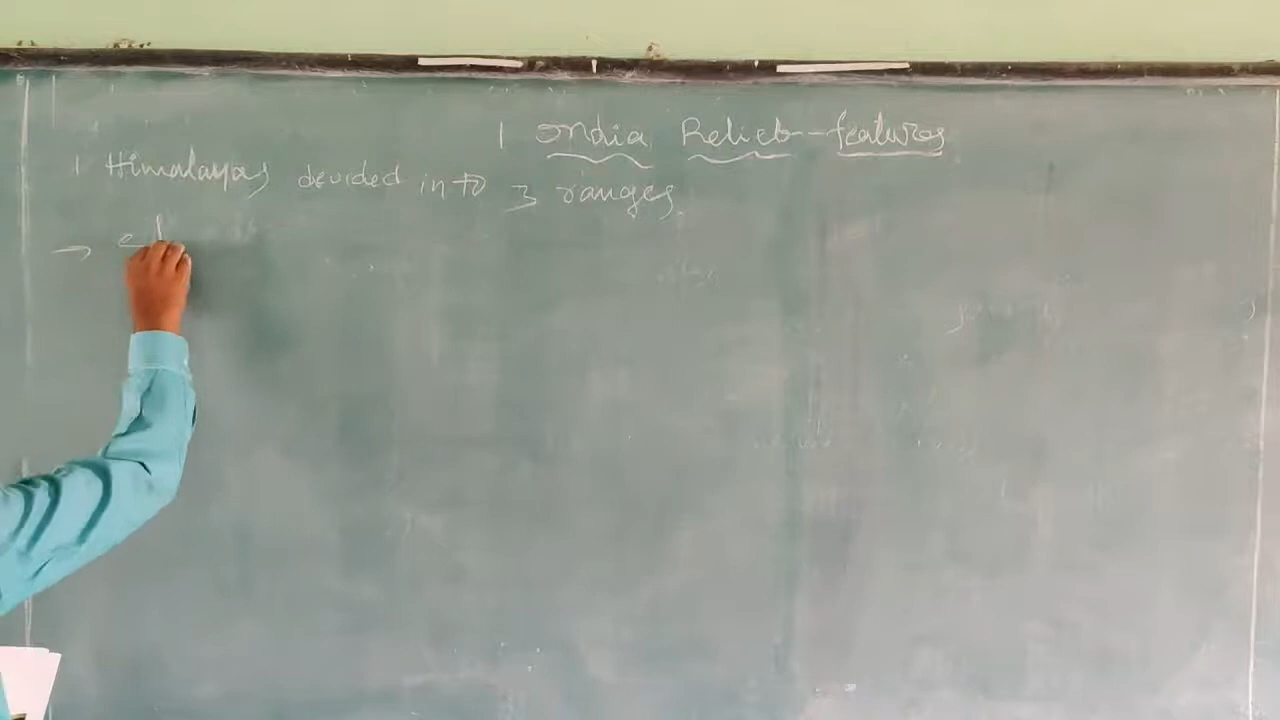 1 India Relief-features
1 Himalayas devided into 3 ranges.
→